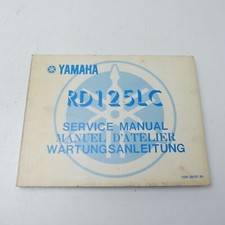 YAMAHA
RD125LC
SERVICE MANUAL
MANUEL D'ATELIER
WARTUNGSANLEITUNG